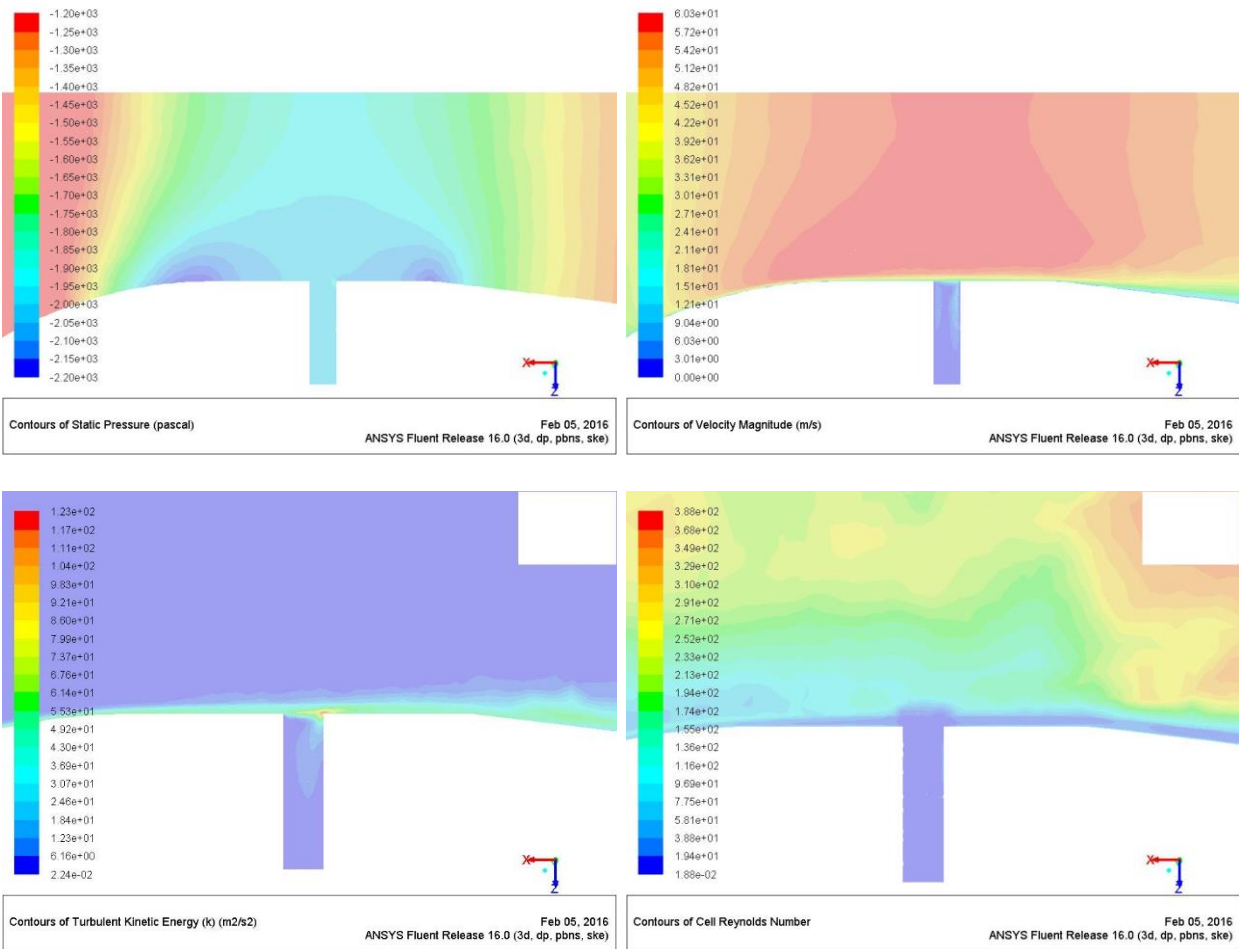 -1.20e+03
-1.25e+03
-1.30e+03
-1.35e+03
-1.40e+03
-1.45e+03
-1.50e+03
-1.55e+03
-1.60e+03
-1.65e+03
-1.70e+03
-1.75e+03
-1.80e+03
-1.85e+03
-1.90e+03
-1.95e+03
-2.00e+03
-2.05e+03
-2.10e+03
-2.15e+03
-2.20e+03
X
Z
Contours of Static Pressure (pascal)
Feb 05, 2016
ANSYS Fluent Release 16.0 (3d, dp, pbns, ske)
6.03e+01
5.72e+01
5.42e+01
5.12e+01
4.82e+01
4.52e+01
4.22e+01
3.92e+01
3.62e+01
3.31e+01
3.01e+01
2.71e+01
2.41e+01
2.11e+01
1.81e+01
1.51e+01
1.21e+01
9.04e+00
6.03e+00
3.01e+00
0.00e+00
X
Z
Contours of Velocity Magnitude (m/s)
Feb 05, 2016
ANSYS Fluent Release 16.0 (3d, dp, pbns, ske)
1.23e+02
1.17e+02
1.11e+02
1.04e+02
9.83e+01
9.21e+01
8.60e+01
7.99e+01
7.37e+01
6.76e+01
6.14e+01
5.53e+01
4.92e+01
4.30e+01
3.69e+01
3.07e+01
2.46e+01
1.84e+01
1.23e+01
6.16e+00
2.24e-02
X
Z
Contours of Turbulent Kinetic Energy (k) (m2/s2)
Feb 05, 2016
ANSYS Fluent Release 16.0 (3d, dp, pbns, ske)
3.88e+02
3.68e+02
3.49e+02
3.29e+02
3.10e+02
2.91e+02
2.71e+02
2.52e+02
2.33e+02
2.13e+02
1.94e+02
1.74e+02
1.55e+02
1.36e+02
1.16e+02
9.69e+01
7.75e+01
5.81e+01
3.88e+01
1.94e+01
1.88e-02
X
Z
Contours of Cell Reynolds Number
Feb 05, 2016
ANSYS Fluent Release 16.0 (3d, dp, pbns, ske)